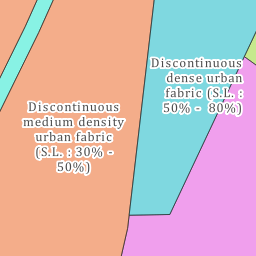 Discontinuous
dense urban
fabric (S.L. :
50% -  80%)
Discontinuous
medium density
urban fabric
(S.L. : 30% -
50%)